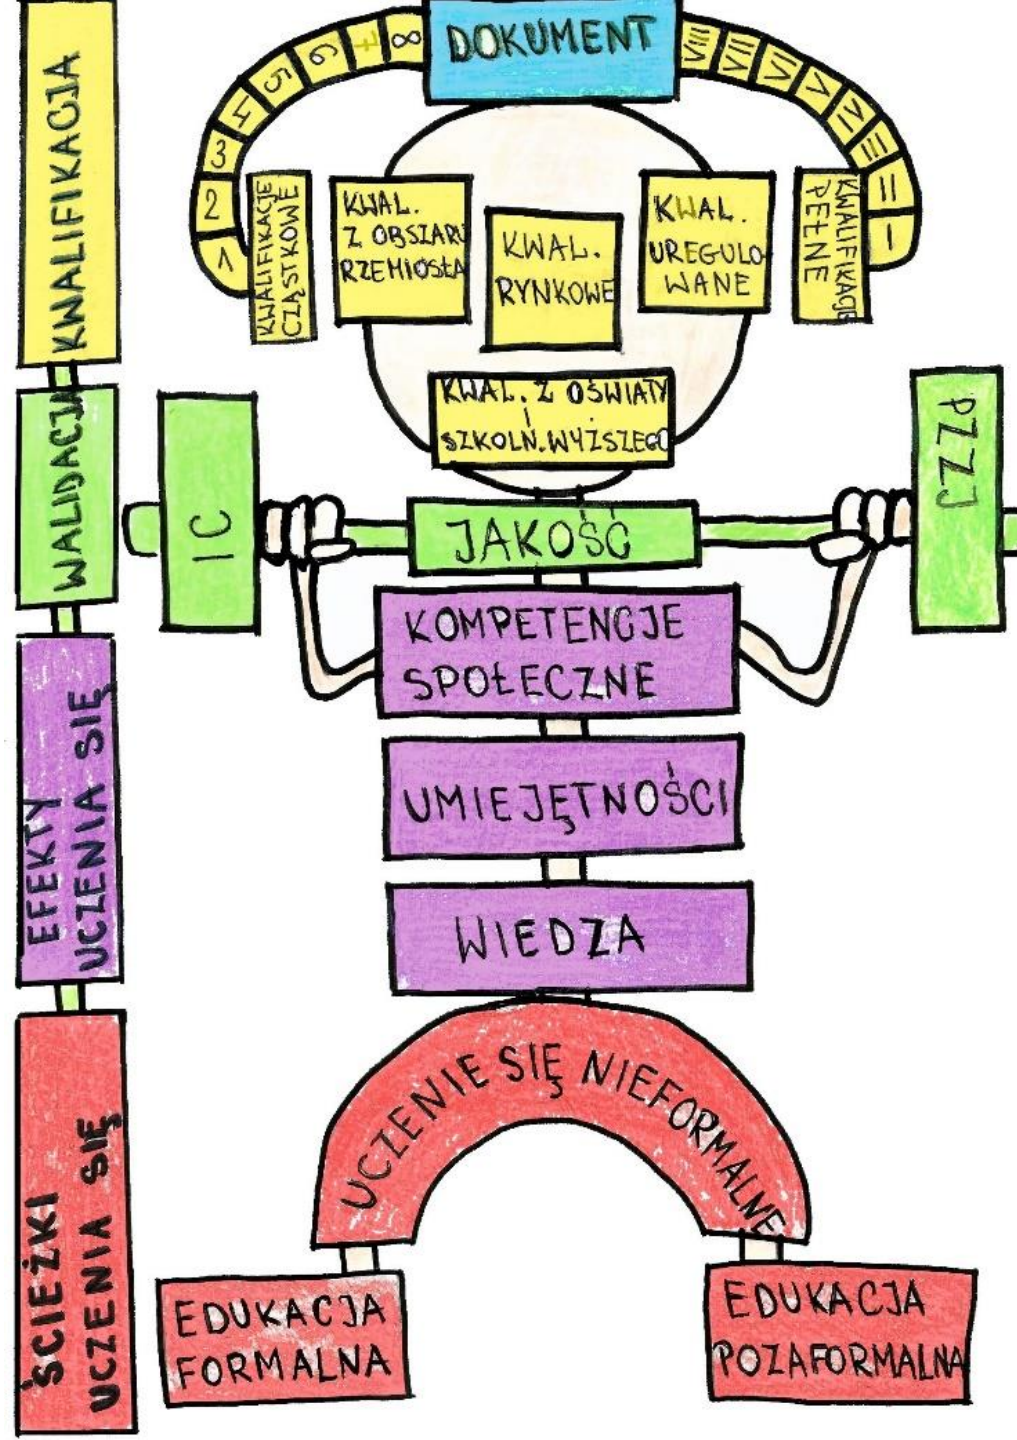 KWALIFIKACJA
WALIDACJA
EFEKTY
UCZENIA SIĘ
ŚCIEŻKI
UCZENIA SIĘ
DOKUMENT
1 2 3 4 5 6 7 8
VIII VII VI V IV III II I
KWALIFIKACJE
CZĄSTKOWE
KWAL.
Z OBSZARU
RZEMIOSŁA
KWAL.
RYNKOWE
KWAL.
UREGULO-
WANE
KWALIFIKACJE
PEŁNE
KWAL. Z OŚWIATY
I
SZKOLN. WYŻSZEGO
IC
JAKOŚĆ
PZZJ
KOMPETENCJE
SPOŁECZNE
UMIEJĘTNOŚCI
WIEDZA
UCZENIE SIĘ NIEFORMALNE
EDUKACJA
FORMALNA
EDUKACJA
POZAFORMALNA